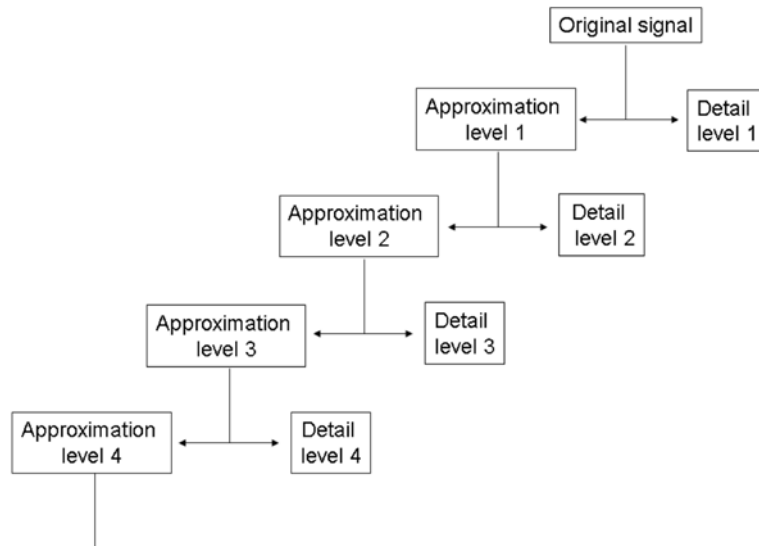 Original signal
Approximation
level 1
Detail
level 1
Approximation
level 2
Detail
level 2
Approximation
level 3
Detail
level 3
Approximation
level 4
Detail
level 4